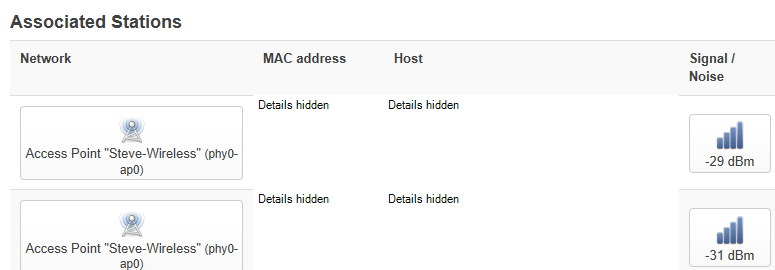 Associated Stations
Network MAC address Host Signal /
Noise
Details hidden Details hidden
Access Point "Steve-Wireless" (phy0-
ap0)
-29 dBm
Details hidden Details hidden
Access Point "Steve-Wireless" (phy0-
ap0)
-31 dBm